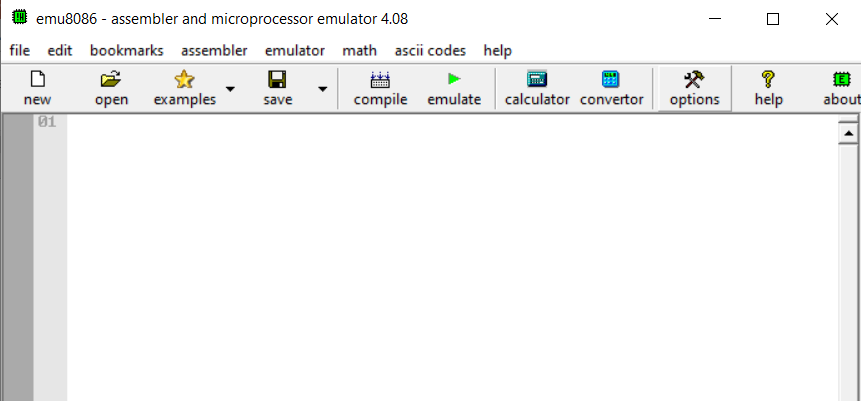 emu8086 - assembler and microprocessor emulator 4.08
file edit bookmarks assembler emulator math ascii codes help
new open examples save compile emulate calculator convertor options help about
01